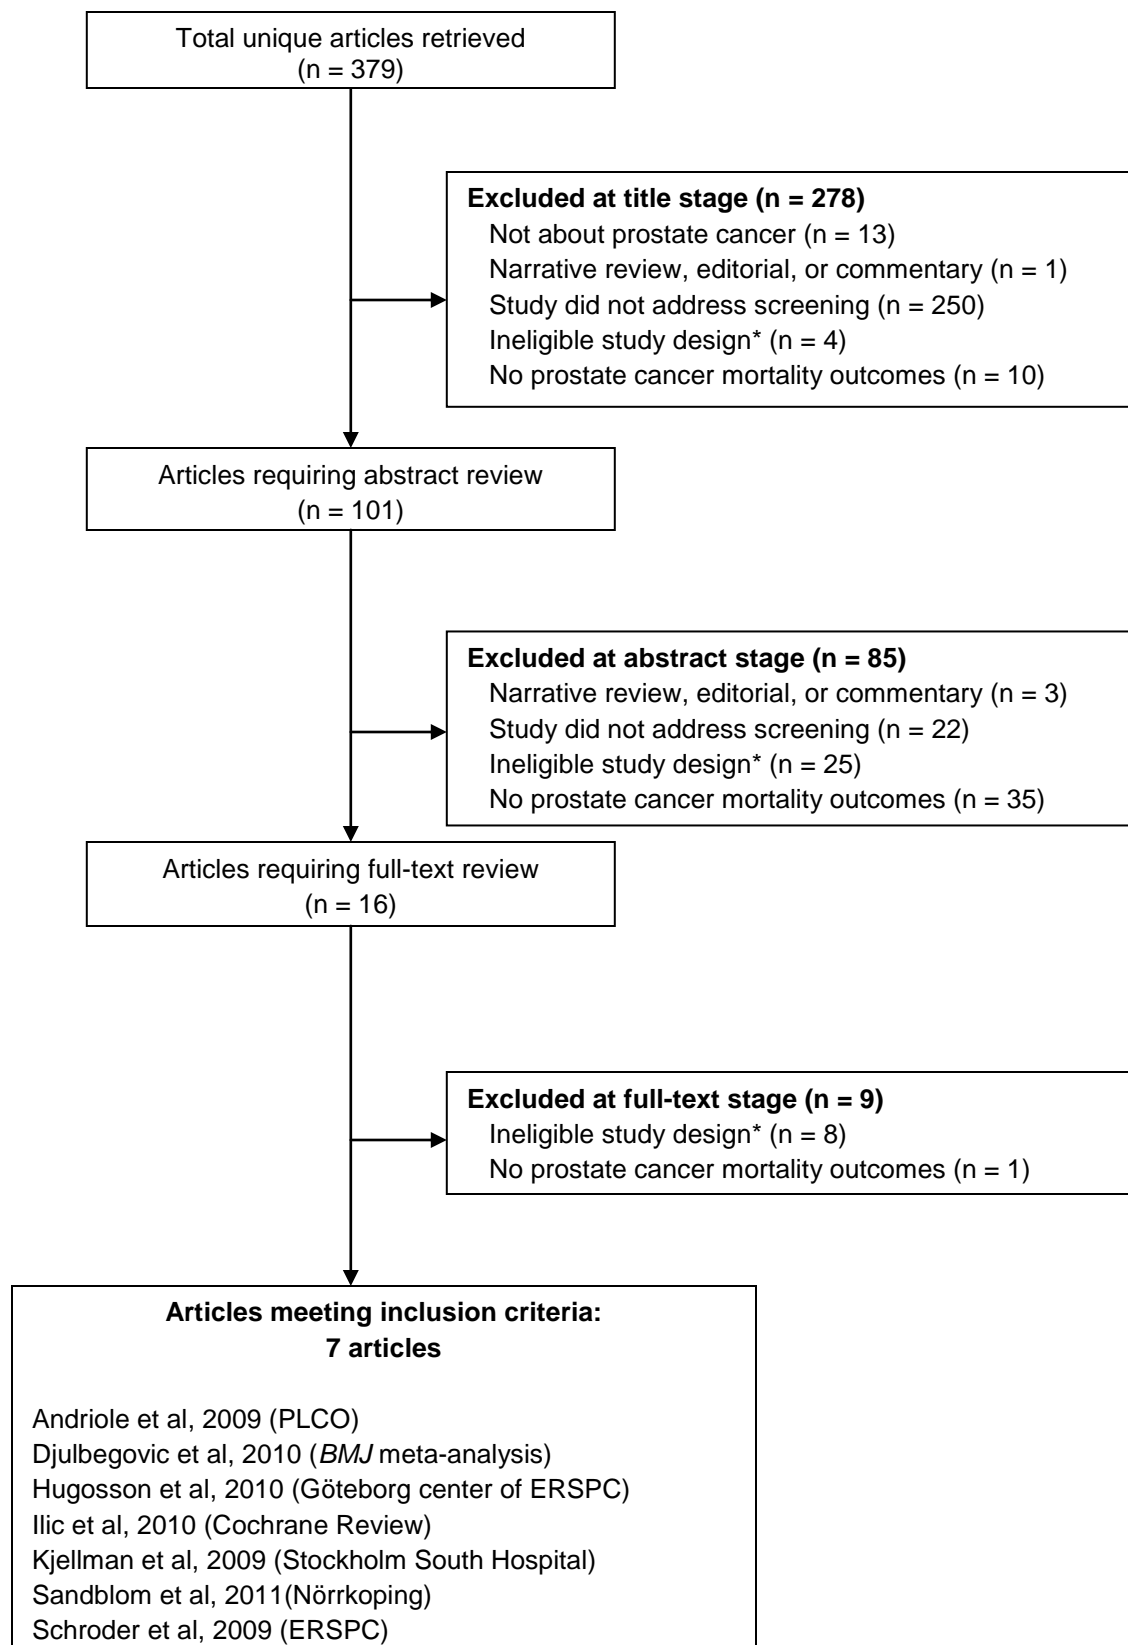 Total unique articles retrieved
(n = 379)
Excluded at title stage (n = 278)
Not about prostate cancer (n = 13)
Narrative review, editorial, or commentary (n = 1)
Study did not address screening (n = 250)
Ineligible study design* (n = 4)
No prostate cancer mortality outcomes (n = 10)
Articles requiring abstract review
(n = 101)
Excluded at abstract stage (n = 85)
Narrative review, editorial, or commentary (n = 3)
Study did not address screening (n = 22)
Ineligible study design* (n = 25)
No prostate cancer mortality outcomes (n = 35)
Articles requiring full-text review
(n = 16)
Excluded at full-text stage (n = 9)
Ineligible study design* (n = 8)
No prostate cancer mortality outcomes (n = 1)
Articles meeting inclusion criteria:
7 articles
Andriole et al, 2009 (PLCO)
Djulbegovic et al, 2010 (BMJ meta-analysis)
Hugosson et al, 2010 (Göteborg center of ERSPC)
Ilic et al, 2010 (Cochrane Review)
Kjellman et al, 2009 (Stockholm South Hospital)
Sandblom et al, 2011(Nörrkoping)
Schroder et al, 2009 (ERSPC)